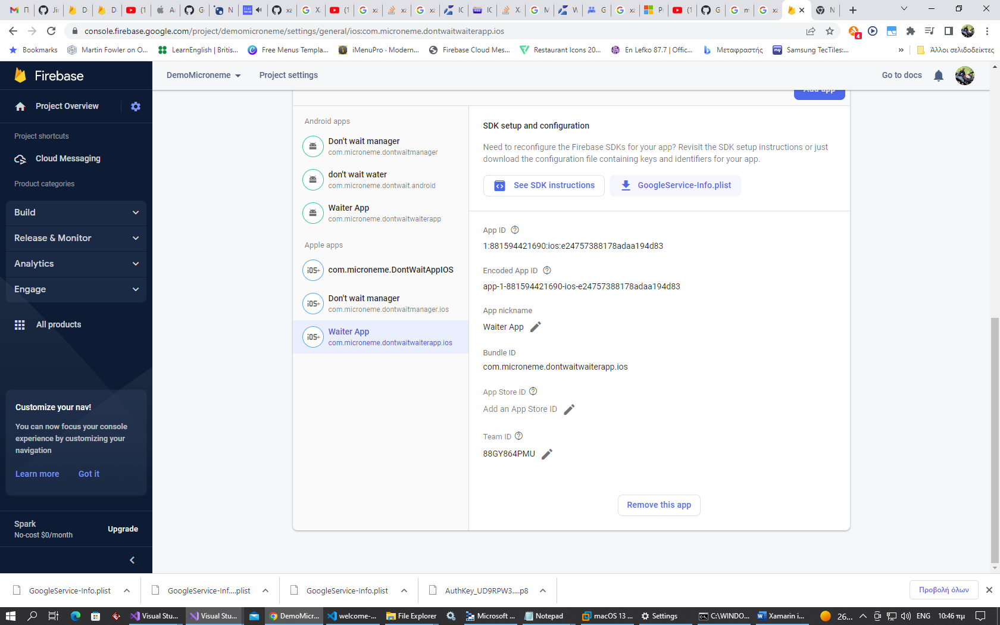 console.firebase.google.com/project/demomicroneme/settings/general/ios:com.microneme.dontwaitwaiterapp.ios
4
Bookmarks
Martin Fowler on O...
LearnEnglish | Britis...
Free Menus Templa...
iMenuPro · Modern...
Firebase Cloud Mes...
Restaurant Icons 20...
En Lefko 87.7 | Offic...
Μεταφραστής
Samsung TecTiles:...
»
Άλλοι σελιδοδείκτες
Firebase
DemoMicroneme
Project settings
Go to docs
Add app
Project Overview
Project shortcuts
Cloud Messaging
Product categories
Build
Release & Monitor
Analytics
Engage
All products
Customize your nav!
You can now focus your console
experience by customizing your
navigation
Learn more
Got it
Spark
No-cost $0/month
Upgrade
Android apps
Don't wait manager
com.microneme.dontwaitmanager
don't wait water
com.microneme.dontwait.android
Waiter App
com.microneme.dontwaitwaiterapp
Apple apps
iOS+
com.microneme.DontWaitAppIOS
iOS+
Don't wait manager
com.microneme.dontwaitmanager.ios
iOS+
Waiter App
com.microneme.dontwaitwaiterapp.ios
SDK setup and configuration
Need to reconfigure the Firebase SDKs for your app? Revisit the SDK setup instructions or just
download the configuration file containing keys and identifiers for your app.
See SDK instructions
GoogleService-Info.plist
App ID
1:881594421690:ios:e24757388178adaa194d83
Encoded App ID
app-1-881594421690-ios-e24757388178adaa194d83
App nickname
Waiter App
Bundle ID
com.microneme.dontwaitwaiterapp.ios
App Store ID
Add an App Store ID
Team ID
88GY864PMU
Remove this app
GoogleService-Info.plist
GoogleService-Inf....plist
GoogleService-Info.plist
AuthKey_UD9RPW3....p8
Προβολή όλων
Visual Stu...
Visual Stu...
DemoMicr...
welcome-...
File Explorer
Microsoft ...
Notepad
macOS 13 ...
Settings
C:\WINDO...
Xamarin i...
26...
ENG
10:46 πμ